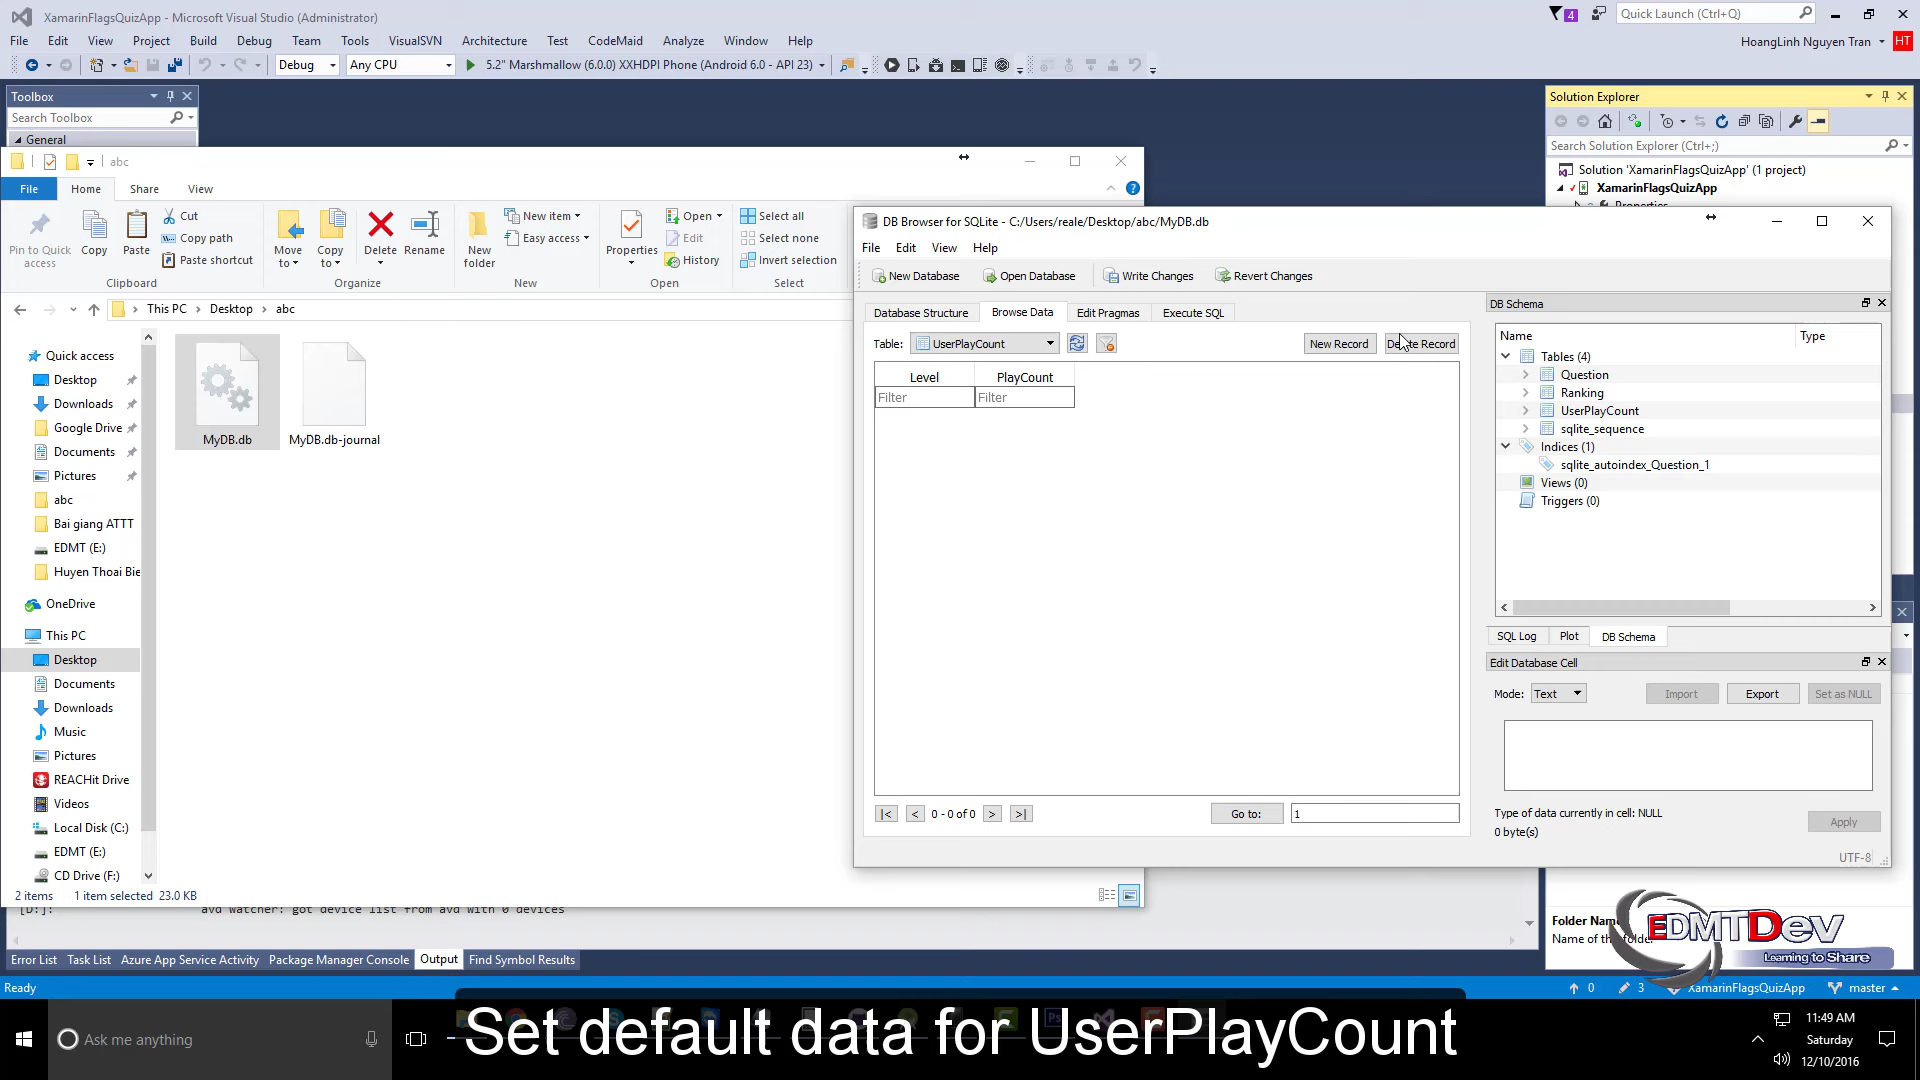 XamarinFlagsQuizApp - Microsoft Visual Studio (Administrator)
4
Quick Launch (Ctrl+Q)
File Edit View Project Build Debug Team Tools VisualSVN Architecture Test CodeMaid Analyze Window Help
HoangLinh Nguyen Tran
HT
Debug
Any CPU
5.2" Marshmallow (6.0.0) XXHDPI Phone (Android 6.0 - API 23)
Toolbox
Search Toolbox
General
Solution Explorer
Search Solution Explorer (Ctrl+;)
Solution 'XamarinFlagsQuizApp' (1 project)
XamarinFlagsQuizApp
Properties
abc
File Home Share View
Pin to Quick access
Copy
Paste
Cut
Copy path
Paste shortcut
Clipboard
Move to
Copy to
Delete
Rename
Organize
New folder
New item
Easy access
New
Properties
Open
Edit
History
Open
Select all
Select none
Invert selection
Select
This PC
Desktop
abc
Quick access
Desktop
Downloads
Google Drive
Documents
Pictures
abc
Bai giang ATTT
EDMT (E:)
Huyen Thoai Bie
OneDrive
This PC
Desktop
Documents
Downloads
Music
Pictures
REACHit Drive
Videos
Local Disk (C:)
EDMT (E:)
CD Drive (F:)
MyDB.db
MyDB.db-journal
2 items 1 item selected 23.0 KB
DB Browser for SQLite - C:/Users/reale/Desktop/abc/MyDB.db
File Edit View Help
New Database
Open Database
Write Changes
Revert Changes
Database Structure
Browse Data
Edit Pragmas
Execute SQL
Table:
UserPlayCount
New Record
Record
Level
PlayCount
Filter
Filter
|<
<
0 - 0 of 0
>
>|
Go to:
1
DB Schema
Name
Type
Tables (4)
Question
Ranking
UserPlayCount
sqlite_sequence
Indices (1)
sqlite_autoindex_Question_1
Views (0)
Triggers (0)
SQL Log
Plot
DB Schema
Edit Database Cell
Mode:
Text
Import
Export
Set as NULL
Type of data currently in cell: NULL
0 byte(s)
Apply
UTF-8
[D:]: avd watcher: got device list from avd with 0 devices
Error List
Task List
Azure App Service Activity
Package Manager Console
Output
Find Symbol Results
EDMTDev
Learning to Share
Ready
0
3
XamarinFlagsQuizApp
master
Ask me anything
Set default data for UserPlayCount
11:49 AM
Saturday
12/10/2016